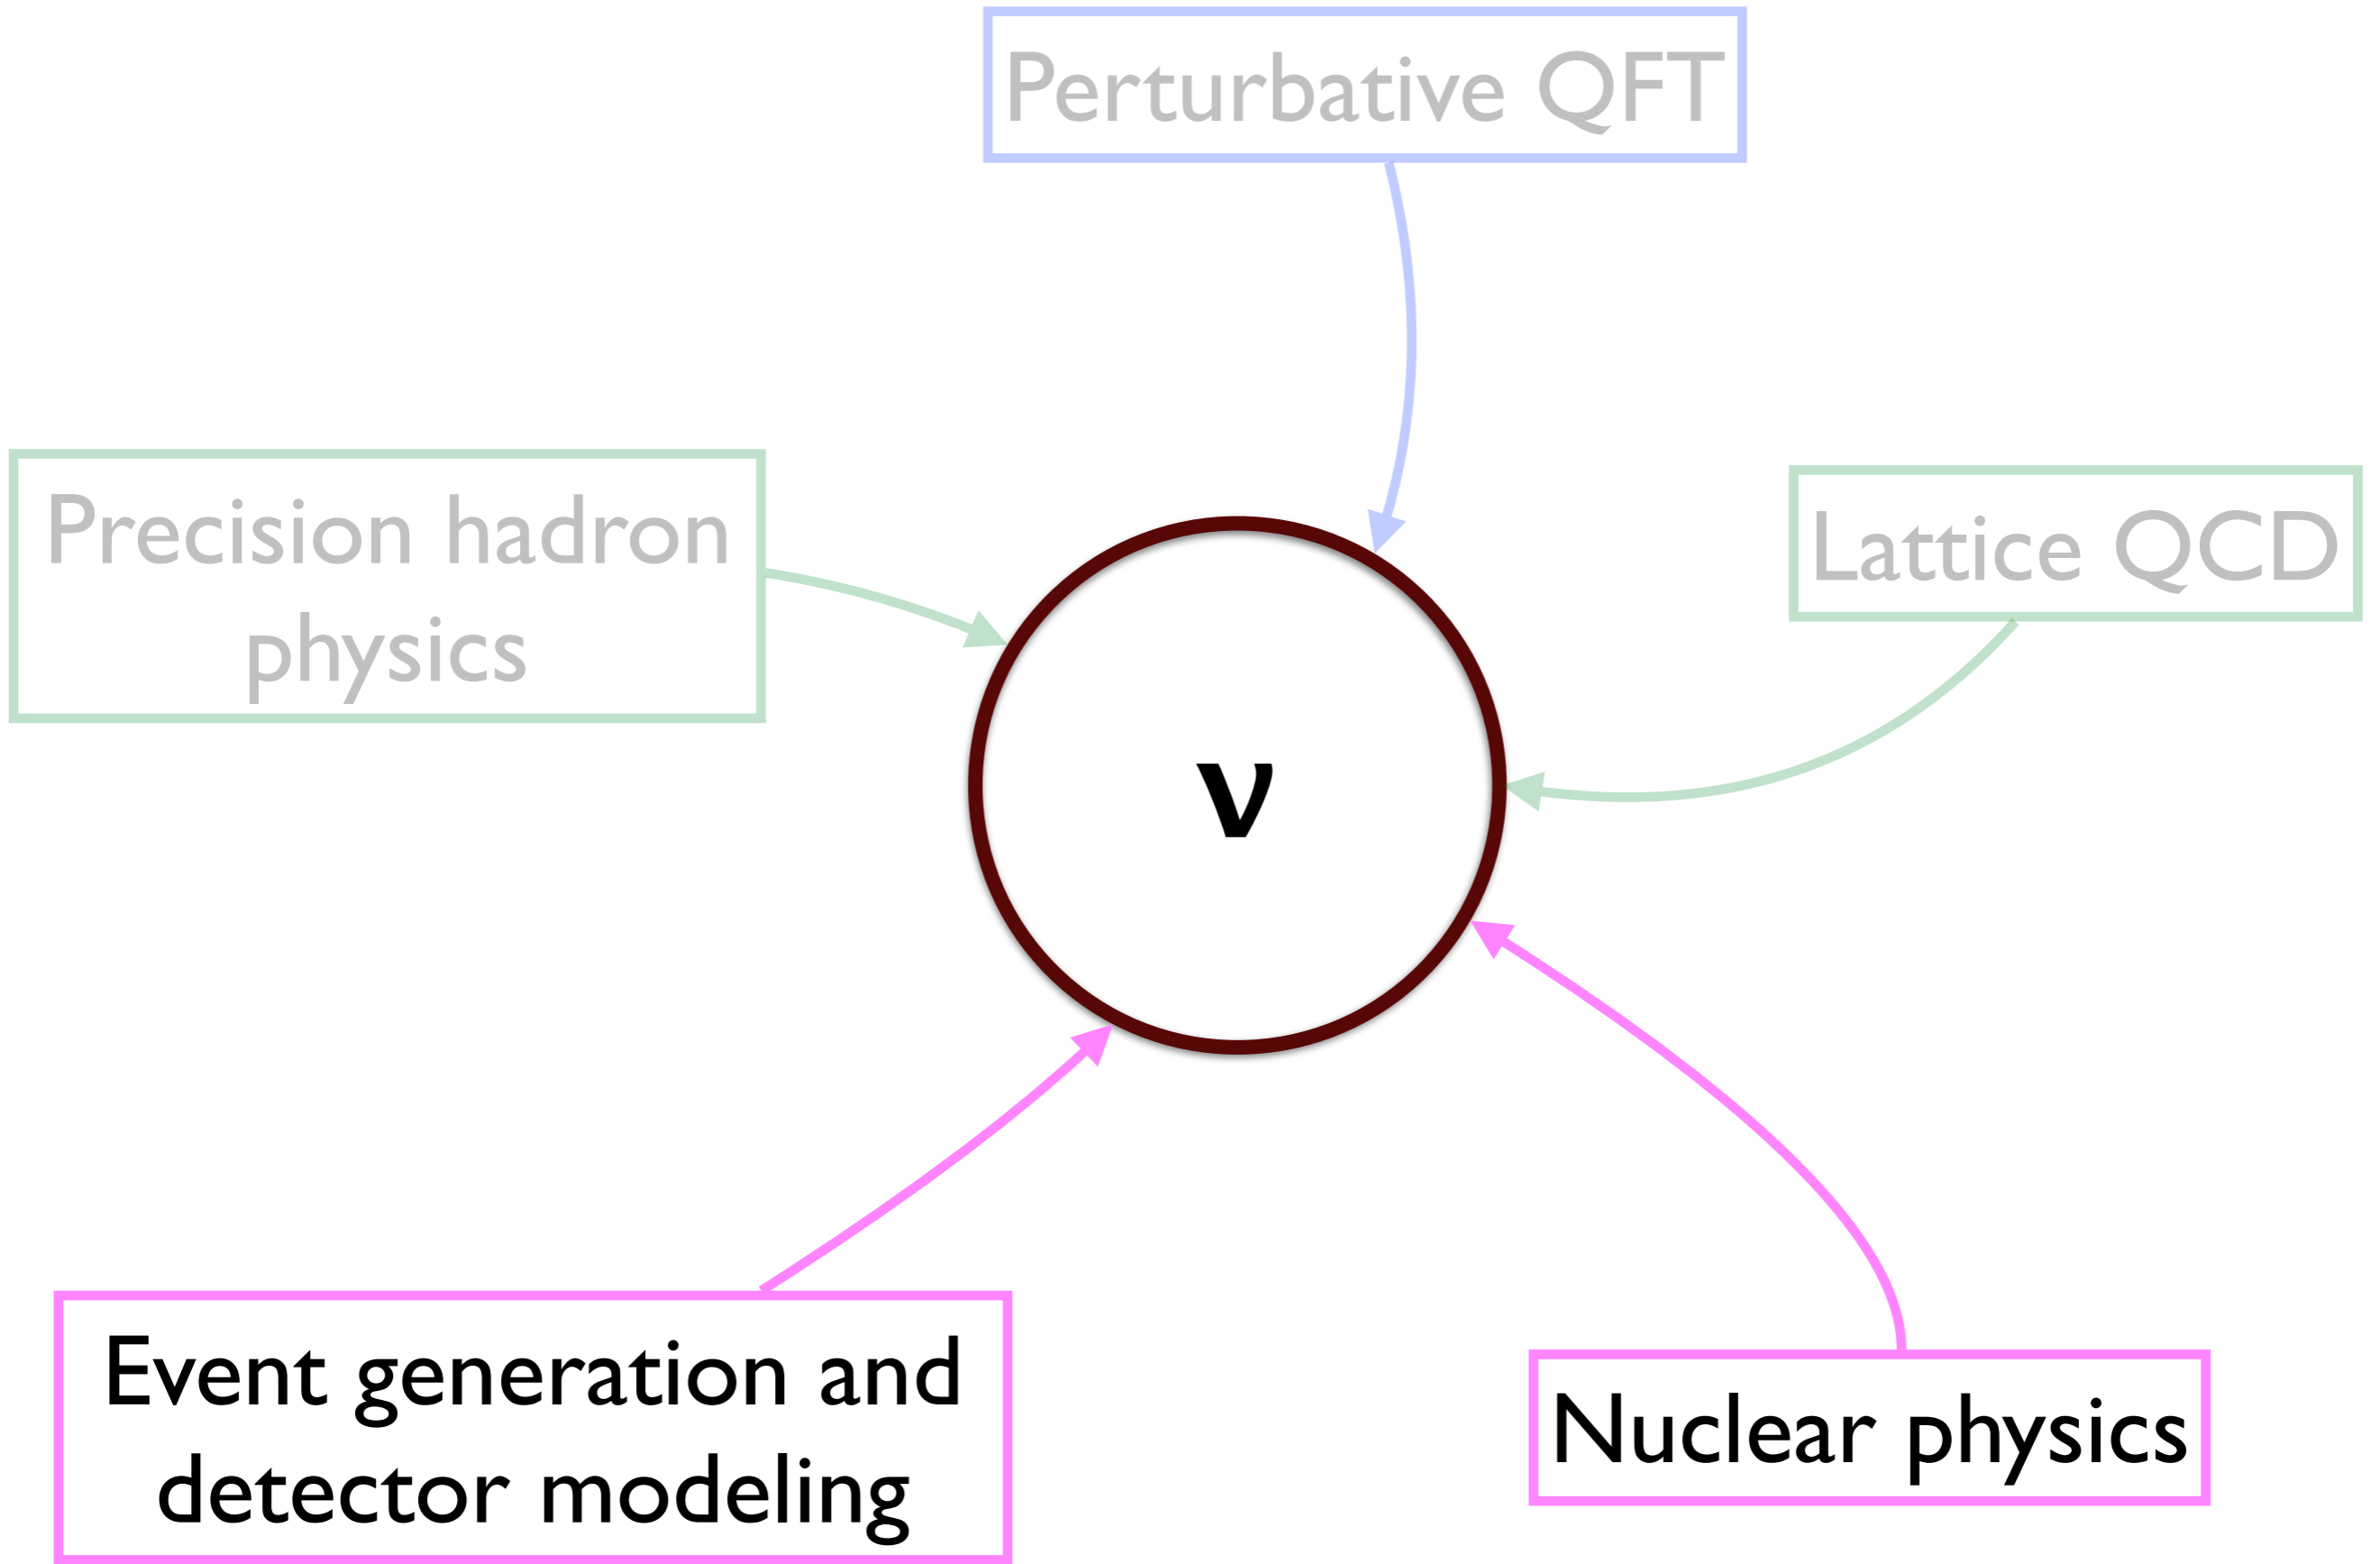 Perturbative QFT
Precision hadron
physics
Lattice QCD
ν
Event generation and
detector modeling
Nuclear physics